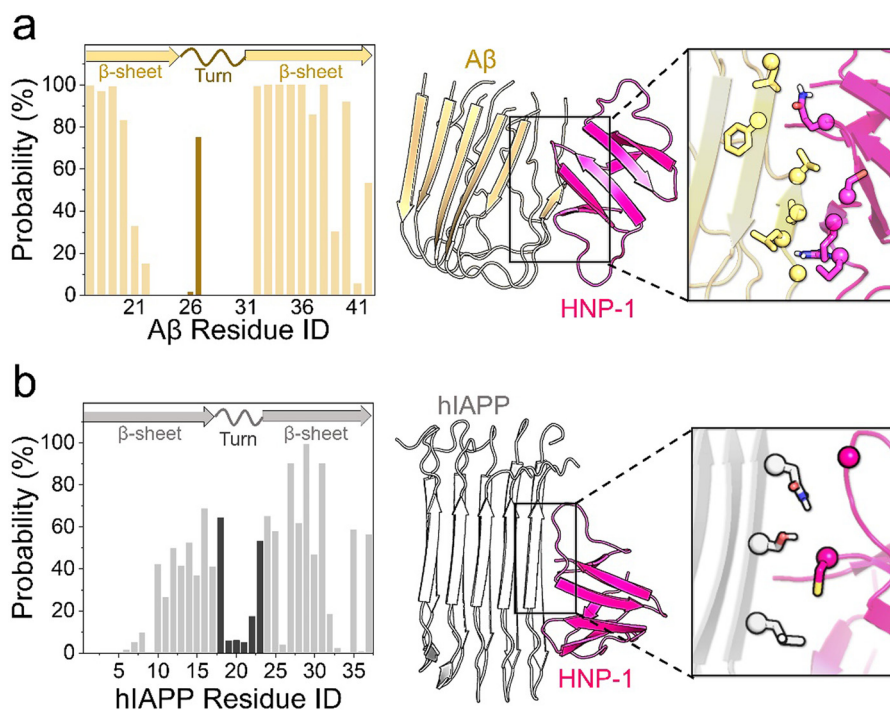 a
Probability (%)
100
80
60
40
20
0
β-sheet
Turn
β-sheet
21
26
31
36
41
Aβ Residue ID
Aβ
HNP-1
b
Probability (%)
100
80
60
40
20
0
β-sheet
Turn
β-sheet
5
10
15
20
25
30
35
hIAPP Residue ID
hIAPP
HNP-1